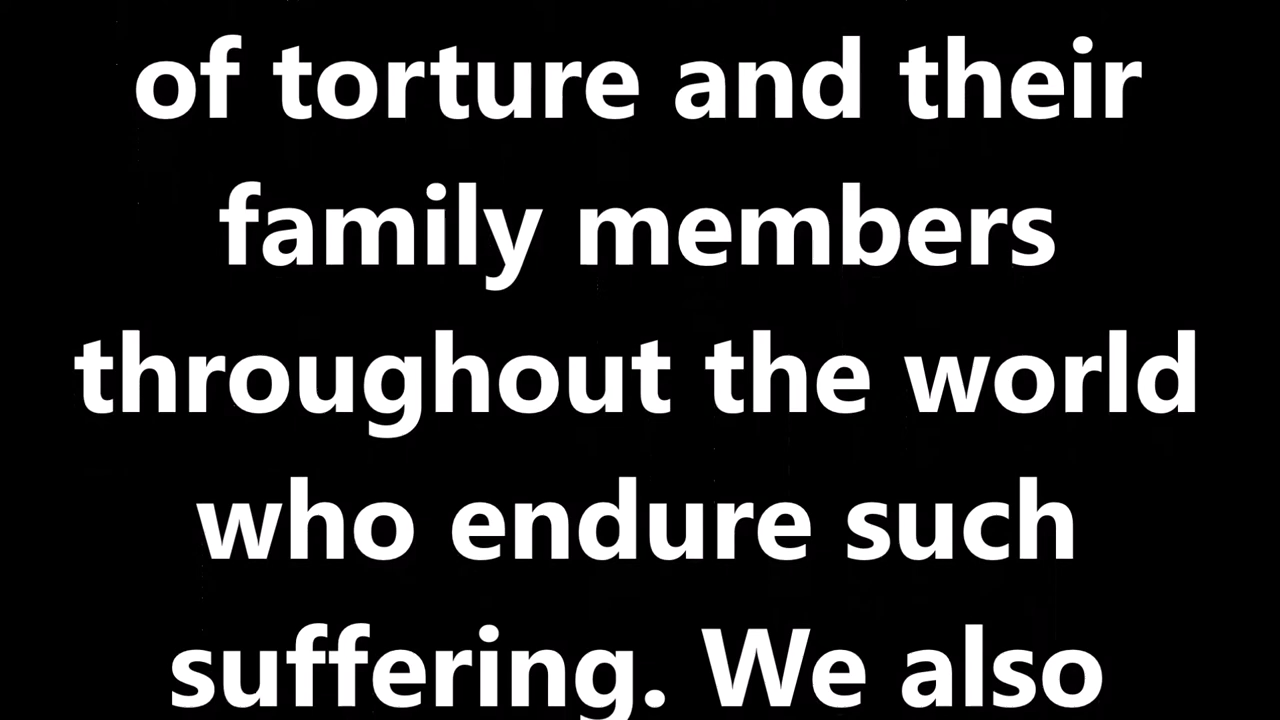 of torture and their
family members
throughout the world
who endure such
suffering. We also